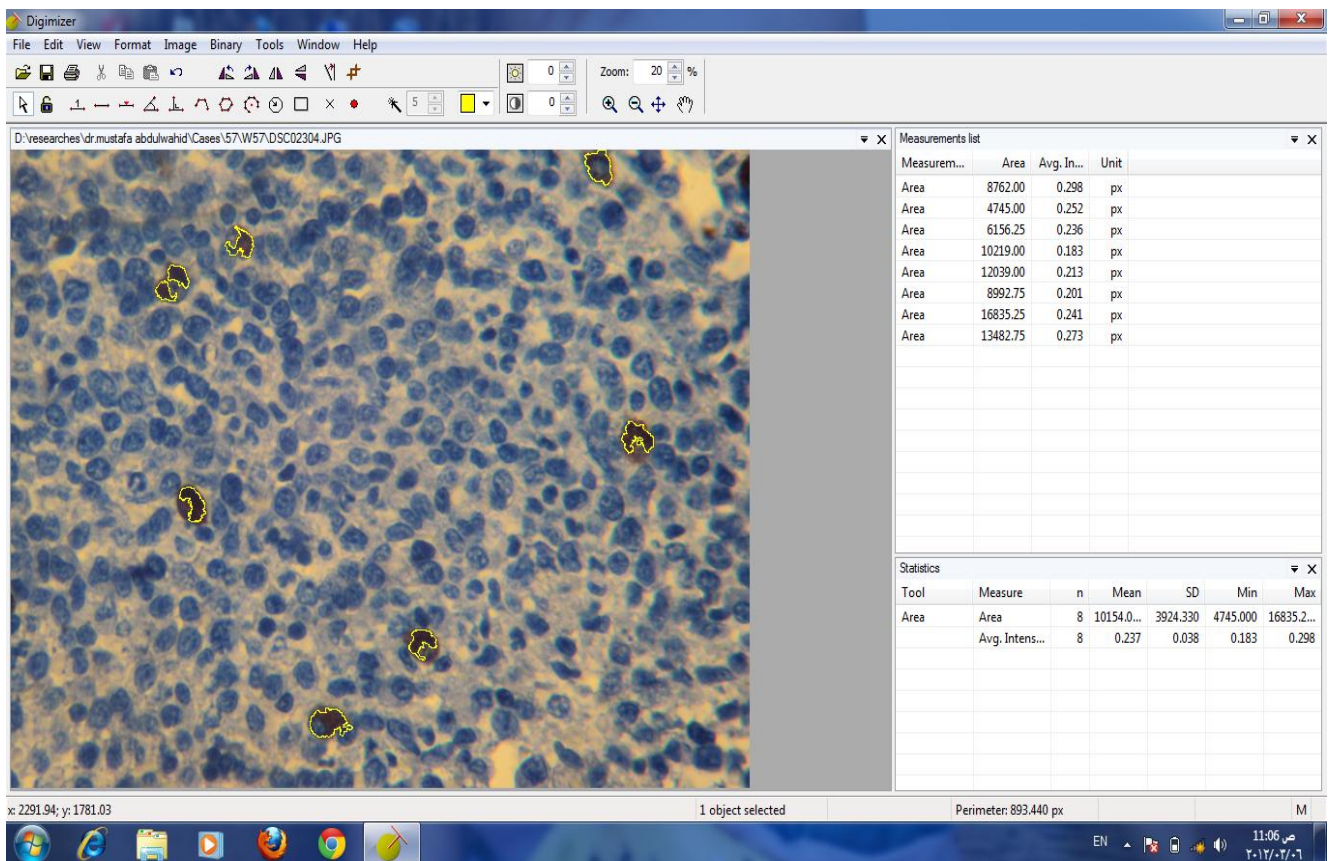 Digimizer
File Edit View Format Image Binary Tools Window Help
0 Zoom: 20 %
1 5 0
D:\researches\dr.mustafa abdulwahid\Cases\57\W57\DSC02304.JPG
Measurements list
Measurem... Area Avg. In... Unit
Area 8762.00 0.298 px
Area 4745.00 0.252 px
Area 6156.25 0.236 px
Area 10219.00 0.183 px
Area 12039.00 0.213 px
Area 8992.75 0.201 px
Area 16835.25 0.241 px
Area 13482.75 0.273 px
Statistics
Tool Measure n Mean SD Min Max
Area Area 8 10154.0... 3924.330 4745.000 16835.2...
Avg. Intens... 8 0.237 0.038 0.183 0.298
x: 2291.94; y: 1781.03 1 object selected Perimeter: 893.440 px M
EN 11:06 ص
٢٠١٢/٠٣/٠٦